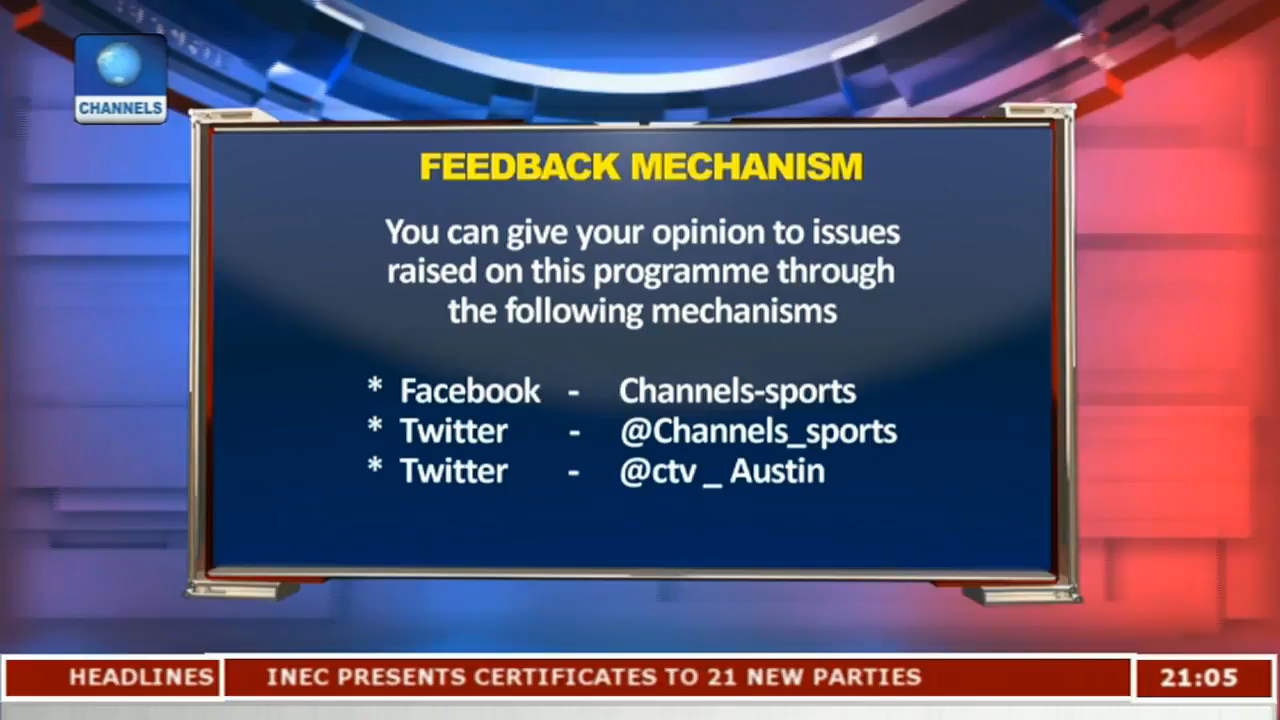 CHANNELS
FEEDBACK MECHANISM
You can give your opinion to issues
raised on this programme through
the following mechanisms
* Facebook - Channels-sports
* Twitter - @Channels_sports
* Twitter - @ctv _ Austin
HEADLINES INEC PRESENTS CERTIFICATES TO 21 NEW PARTIES 21:05